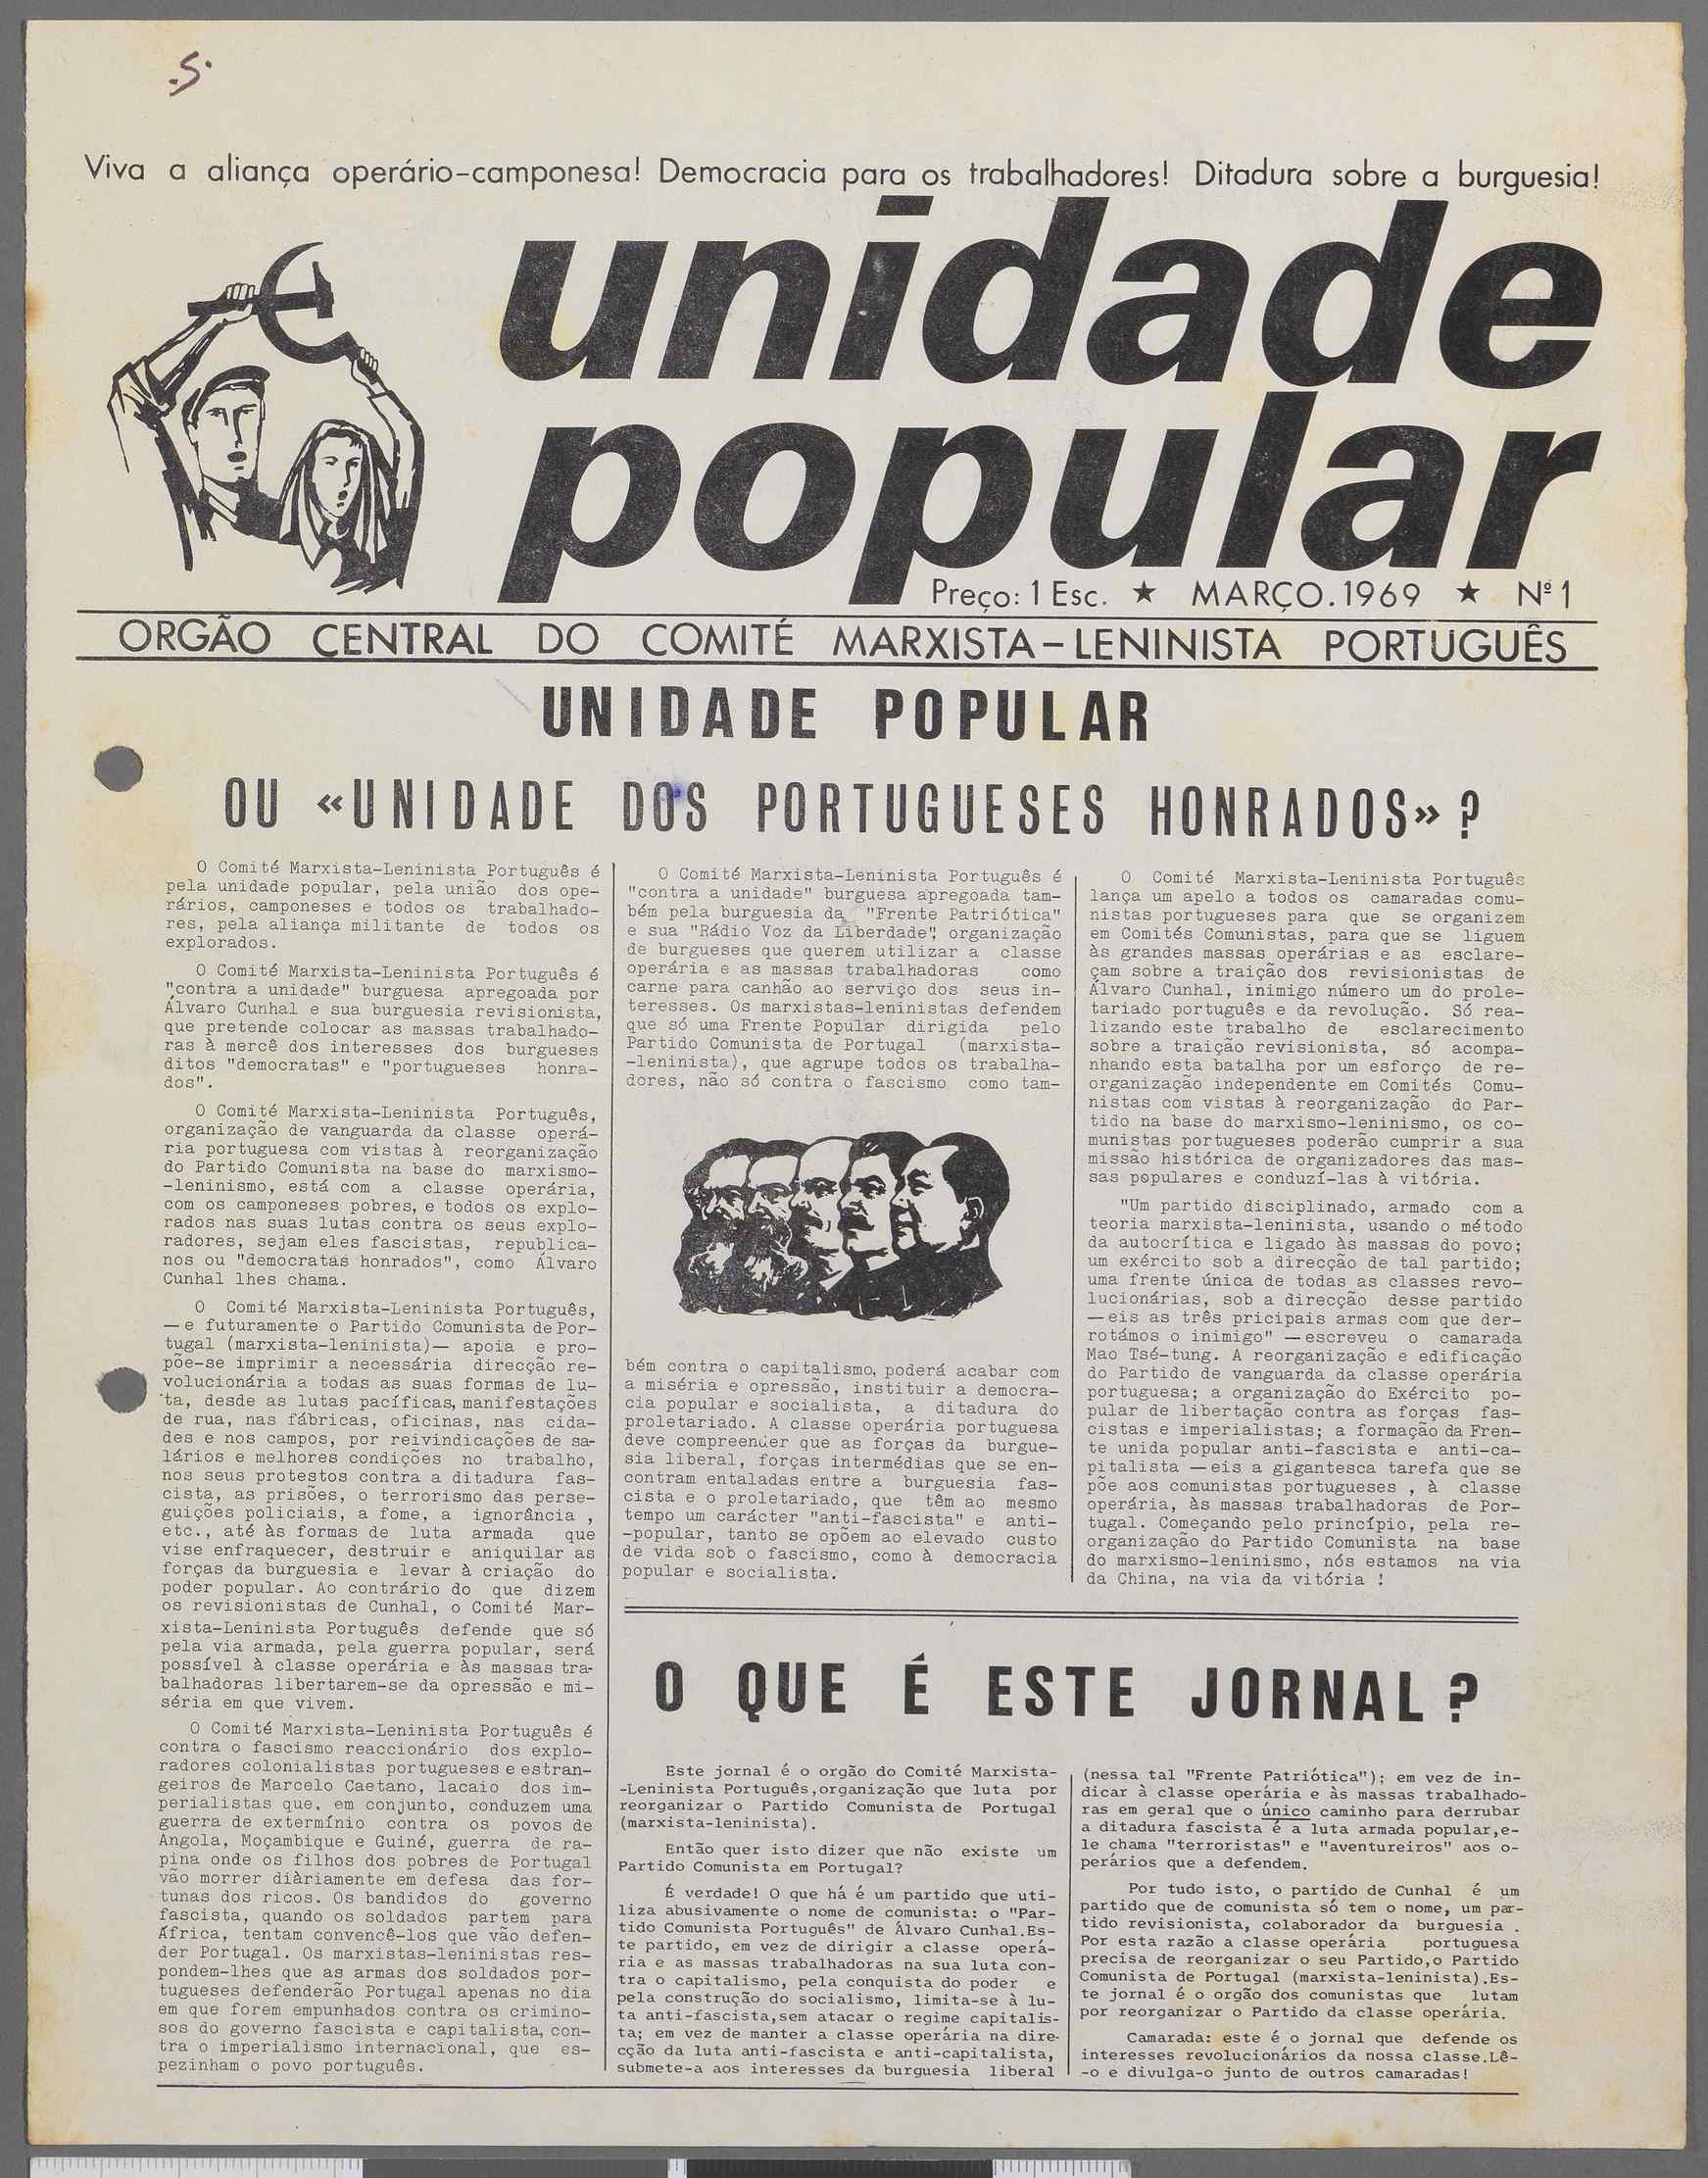 .S.
Viva a aliança operário-camponesa! Democracia para os trabalhadores! Ditadura sobre a burguesia!
unidade
popular
Preço: 1 Esc. ★ MARÇO.1969 ★ Nº 1
ORGÃO CENTRAL DO COMITÉ MARXISTA-LENINISTA PORTUGUÊS
UNIDADE POPULAR
OU «UNIDADE DOS PORTUGUESES HONRADOS»?
O Comité Marxista-Leninista Português é
pela unidade popular, pela união dos ope-
rários, camponeses e todos os trabalhado-
res, pela aliança militante de todos os
explorados.
O Comité Marxista-Leninista Português é
"contra a unidade" burguesa apregoada por
Álvaro Cunhal e sua burguesia revisionista,
que pretende colocar as massas trabalhado-
ras à mercê dos interesses dos burgueses
ditos "democratas" e "portugueses honra-
dos".
O Comité Marxista-Leninista Português,
organização de vanguarda da classe operá-
ria portuguesa com vistas à reorganização
do Partido Comunista na base do marxismo-
-leninismo, está com a classe operária,
com os camponeses pobres, e todos os explo-
rados nas suas lutas contra os seus explo-
radores, sejam eles fascistas, republica-
nos ou "democratas honrados", como Álvaro
Cunhal lhes chama.
O Comité Marxista-Leninista Português,
—e futuramente o Partido Comunista de Por-
tugal (marxista-leninista)— apoia e pro-
põe-se imprimir a necessária direcção re-
volucionária a todas as suas formas de lu-
ta, desde as lutas pacíficas, manifestações
de rua, nas fábricas, oficinas, nas cida-
des e nos campos, por reivindicações de sa-
lários e melhores condições no trabalho,
nos seus protestos contra a ditadura fas-
cista, as prisões, o terrorismo das perse-
guições policiais, a fome, a ignorância ,
etc., até às formas de luta armada que
vise enfraquecer, destruir e aniquilar as
forças da burguesia e levar à criação do
poder popular. Ao contrário do que dizem
os revisionistas de Cunhal, o Comité Mar-
xista-Leninista Português defende que só
pela via armada, pela guerra popular, será
possível à classe operária e às massas tra-
balhadoras libertarem-se da opressão e mi-
séria em que vivem.
O Comité Marxista-Leninista Português é
contra o fascismo reaccionário dos explo-
radores colonialistas portugueses e estran-
geiros de Marcelo Caetano, lacaio dos im-
perialistas que, em conjunto, conduzem uma
guerra de extermínio contra os povos de
Angola, Moçambique e Guiné, guerra de ra-
pina onde os filhos dos pobres de Portugal
vão morrer diàriamente em defesa das for-
tunas dos ricos. Os bandidos do governo
fascista, quando os soldados partem para
África, tentam convencê-los que vão defen-
der Portugal. Os marxistas-leninistas res-
pondem-lhes que as armas dos soldados por-
tugueses defenderão Portugal apenas no dia
em que forem empunhados contra os crimino-
sos do governo fascista e capitalista, con-
tra o imperialismo internacional, que es-
pezinham o povo português.
O Comité Marxista-Leninista Português é
"contra a unidade" burguesa apregoada tam-
bém pela burguesia da "Frente Patriótica"
e sua "Rádio Voz da Liberdade", organização
de burgueses que querem utilizar a classe
operária e as massas trabalhadoras como
carne para canhão ao serviço dos seus in-
teresses. Os marxistas-leninistas defendem
que só uma Frente Popular dirigida pelo
Partido Comunista de Portugal (marxista-
-leninista), que agrupe todos os trabalha-
dores, não só contra o fascismo como tam-
bém contra o capitalismo, poderá acabar com
a miséria e opressão, instituir a democra-
cia popular e socialista, a ditadura do
proletariado. A classe operária portuguesa
deve compreender que as forças da burgue-
sia liberal, forças intermédias que se en-
contram entaladas entre a burguesia fas-
cista e o proletariado, que têm ao mesmo
tempo um carácter "anti-fascista" e anti-
-popular, tanto se opõem ao elevado custo
de vida sob o fascismo, como à democracia
popular e socialista.
O Comité Marxista-Leninista Português
lança um apelo a todos os camaradas comu-
nistas portugueses para que se organizem
em Comités Comunistas, para que se liguem
às grandes massas operárias e as esclare-
çam sobre a traição dos revisionistas de
Álvaro Cunhal, inimigo número um do prole-
tariado português e da revolução. Só rea-
lizando este trabalho de esclarecimento
sobre a traição revisionista, só acompa-
nhando esta batalha por um esforço de re-
organização independente em Comités Comu-
nistas com vistas à reorganização do Par-
tido na base do marxismo-leninismo, os co-
munistas portugueses poderão cumprir a sua
missão histórica de organizadores das mas-
sas populares e conduzí-las à vitória.
"Um partido disciplinado, armado com a
teoria marxista-leninista, usando o método
da autocrítica e ligado às massas do povo;
um exército sob a direcção de tal partido;
uma frente única de todas as classes revo-
lucionárias, sob a direcção desse partido
—eis as três pricipais armas com que der-
rotámos o inimigo" —escreveu o camarada
Mao Tsé-tung. A reorganização e edificação
do Partido de vanguarda da classe operária
portuguesa; a organização do Exército po-
pular de libertação contra as forças fas-
cistas e imperialistas; a formação da Fren-
te unida popular anti-fascista e anti-ca-
pitalista —eis a gigantesca tarefa que se
põe aos comunistas portugueses , à classe
operária, às massas trabalhadoras de Por-
tugal. Começando pelo princípio, pela re-
organização do Partido Comunista na base
do marxismo-leninismo, nós estamos na via
da China, na via da vitória !
O QUE É ESTE JORNAL?
Este jornal é o orgão do Comité Marxista-
-Leninista Português,organização que luta por
reorganizar o Partido Comunista de Portugal
(marxista-leninista).
Então quer isto dizer que não existe um
Partido Comunista em Portugal?
É verdade! O que há é um partido que uti-
liza abusivamente o nome de comunista: o "Par-
tido Comunista Português" de Álvaro Cunhal.Es-
te partido, em vez de dirigir a classe operá-
ria e as massas trabalhadoras na sua luta con-
tra o capitalismo, pela conquista do poder e
pela construção do socialismo, limita-se à lu-
ta anti-fascista,sem atacar o regime capitalis-
ta; em vez de manter a classe operária na dire-
cção da luta anti-fascista e anti-capitalista,
submete-a aos interesses da burguesia liberal
(nessa tal "Frente Patriótica"); em vez de in-
dicar à classe operária e às massas trabalhado-
ras em geral que o único caminho para derrubar
a ditadura fascista é a luta armada popular,e-
le chama "terroristas" e "aventureiros" aos o-
perários que a defendem.
Por tudo isto, o partido de Cunhal é um
partido que de comunista só tem o nome, um par-
tido revisionista, colaborador da burguesia .
Por esta razão a classe operária portuguesa
precisa de reorganizar o seu Partido,o Partido
Comunista de Portugal (marxista-leninista).Es-
te jornal é o orgão dos comunistas que lutam
por reorganizar o Partido da classe operária.
Camarada: este é o jornal que defende os
interesses revolucionários da nossa classe.Lê-
-o e divulga-o junto de outros camaradas!